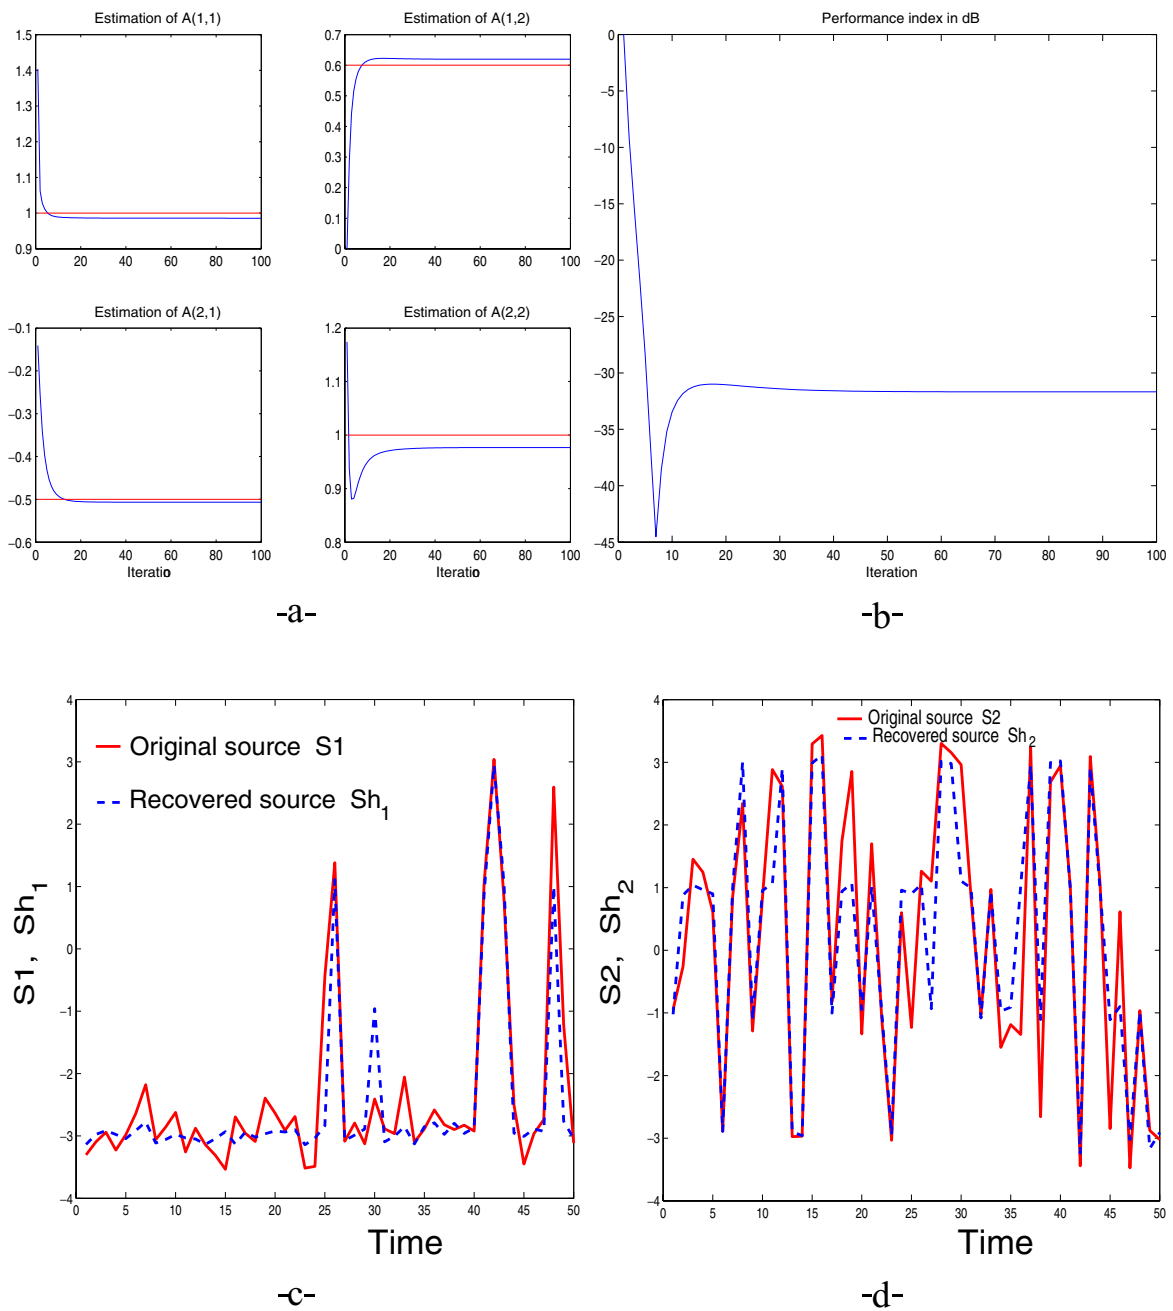 Estimation of A(1,1)
1.5
1.4
1.3
1.2
1.1
1
0.9
0 20 40 60 80 100
Estimation of A(1,2)
0.7
0.6
0.5
0.4
0.3
0.2
0.1
0
0 20 40 60 80 100
Performance index in dB
0
−5
−10
−15
−20
−25
−30
−35
−40
−45
0 10 20 30 40 50 60 70 80 90 100
Iteration
Estimation of A(2,1)
−0.1
−0.2
−0.3
−0.4
−0.5
−0.6
0 20 40 60 80 100
Iteratio
Estimation of A(2,2)
1.2
1.1
1
0.9
0.8
0 20 40 60 80 100
Iteratio
-a-
-b-
4
3
2
1
0
−1
−2
−3
−4
S1, Sh1
Original source S1
Recovered source Sh1
0 5 10 15 20 25 30 35 40 45 50
Time
-c-
4
3
2
1
0
−1
−2
−3
−4
S2, Sh2
Original source S2
Recovered source Sh2
0 5 10 15 20 25 30 35 40 45 50
Time
-d-